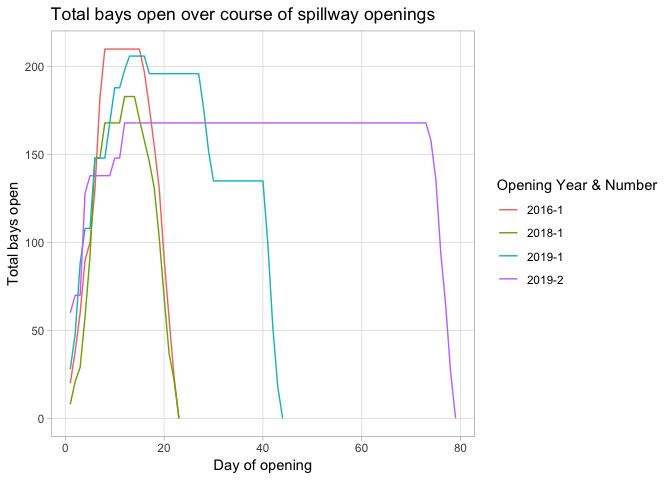 Total bays open over course of spillway openings
Total bays open
200
150
100
50
0
0 20 40 60 80
Day of opening
Opening Year & Number
2016-1
2018-1
2019-1
2019-2